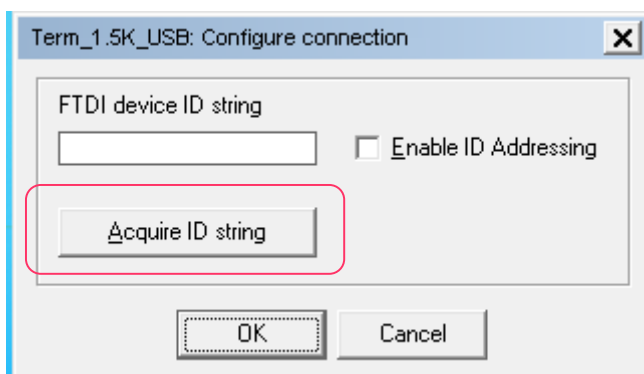 Term_1.5K_USB: Configure connection
FTDI device ID string
Enable ID Addressing
Acquire ID string
OK Cancel